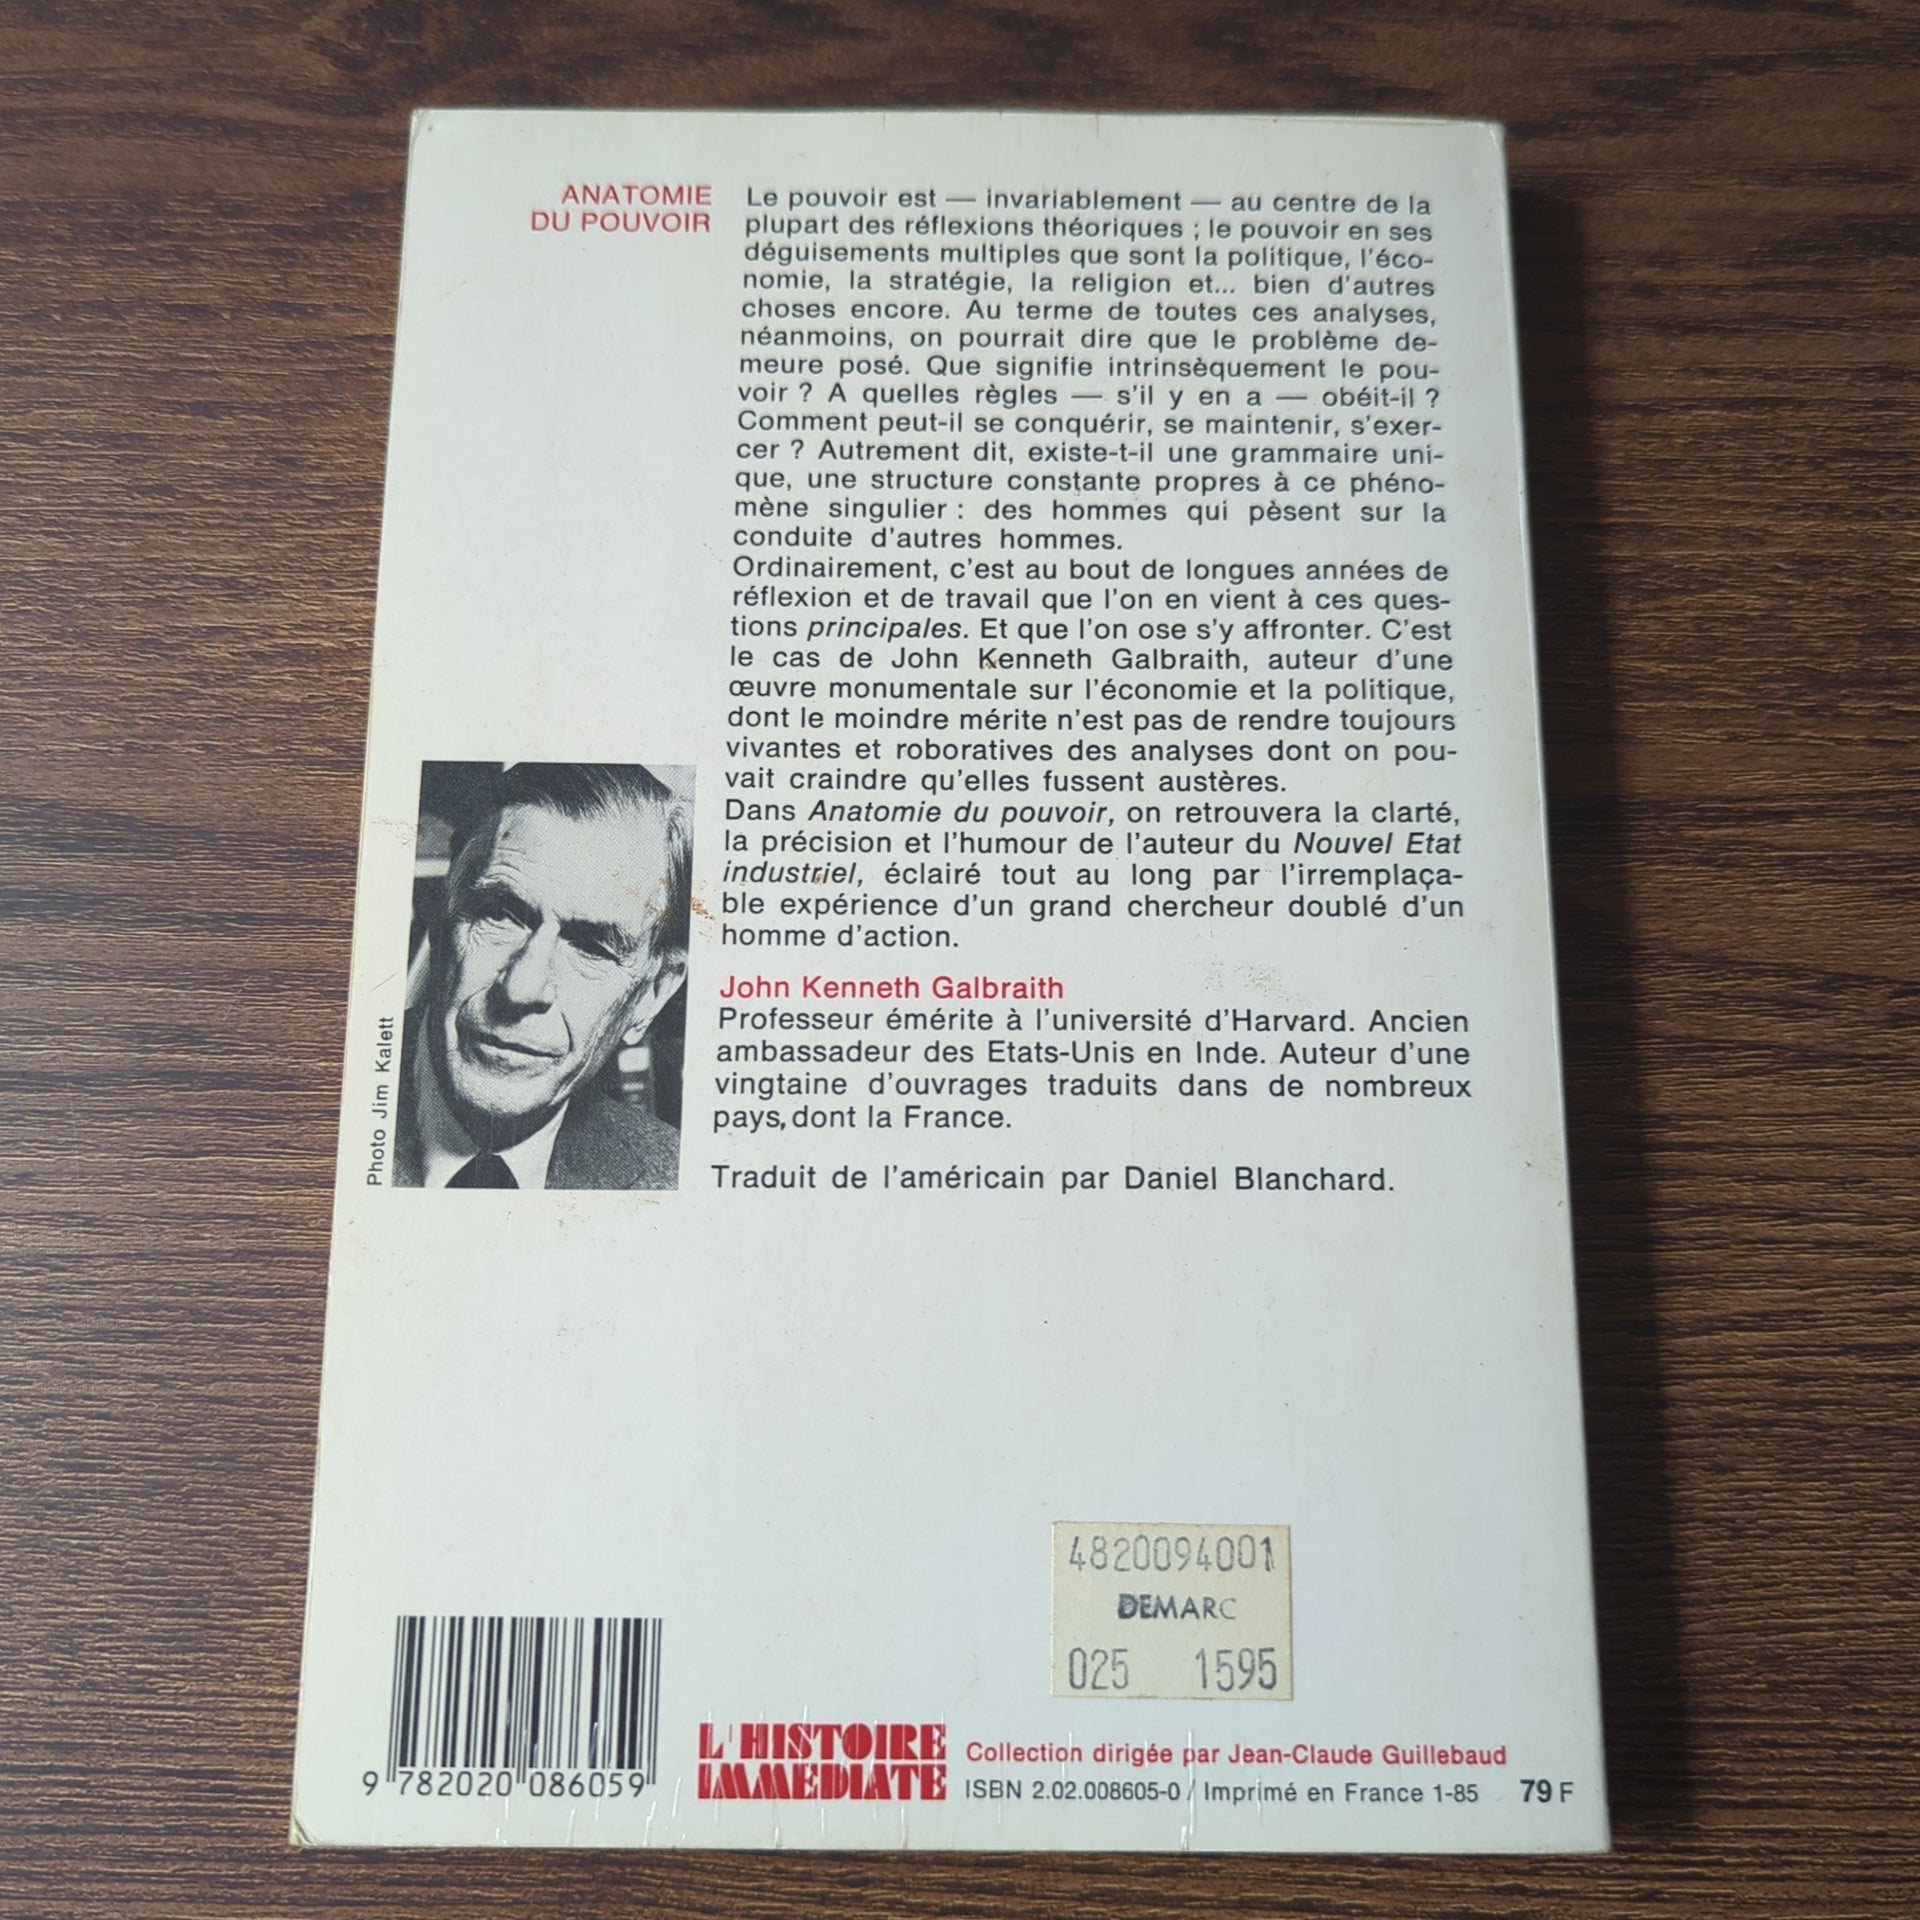 ANATOMIE
DU POUVOIR
Le pouvoir est — invariablement — au centre de la
plupart des réflexions théoriques ; le pouvoir en ses
déguisements multiples que sont la politique, l'éco-
nomie, la stratégie, la religion et... bien d'autres
choses encore. Au terme de toutes ces analyses,
néanmoins, on pourrait dire que le problème de-
meure posé. Que signifie intrinsèquement le pou-
voir ? A quelles règles — s'il y en a — obéit-il ?
Comment peut-il se conquérir, se maintenir, s'exer-
cer ? Autrement dit, existe-t-il une grammaire uni-
que, une structure constante propres à ce phéno-
mène singulier : des hommes qui pèsent sur la
conduite d'autres hommes.
Ordinairement, c'est au bout de longues années de
réflexion et de travail que l'on en vient à ces ques-
tions principales. Et que l'on ose s'y affronter. C'est
le cas de John Kenneth Galbraith, auteur d'une
œuvre monumentale sur l'économie et la politique,
dont le moindre mérite n'est pas de rendre toujours
vivantes et roboratives des analyses dont on pou-
vait craindre qu'elles fussent austères.
Dans Anatomie du pouvoir, on retrouvera la clarté,
la précision et l'humour de l'auteur du Nouvel Etat
industriel, éclairé tout au long par l'irremplaça-
ble expérience d'un grand chercheur doublé d'un
homme d'action.
John Kenneth Galbraith
Professeur émérite à l'université d'Harvard. Ancien
ambassadeur des Etats-Unis en Inde. Auteur d'une
vingtaine d'ouvrages traduits dans de nombreux
pays, dont la France.
Traduit de l'américain par Daniel Blanchard.
Photo Jim Kalett
4820094001
DEMARC
025 1595
9 782020 086059
L'HISTOIRE
IMMEDIATE
Collection dirigée par Jean-Claude Guillebaud
ISBN 2.02.008605-0 / Imprimé en France 1-85 79 F